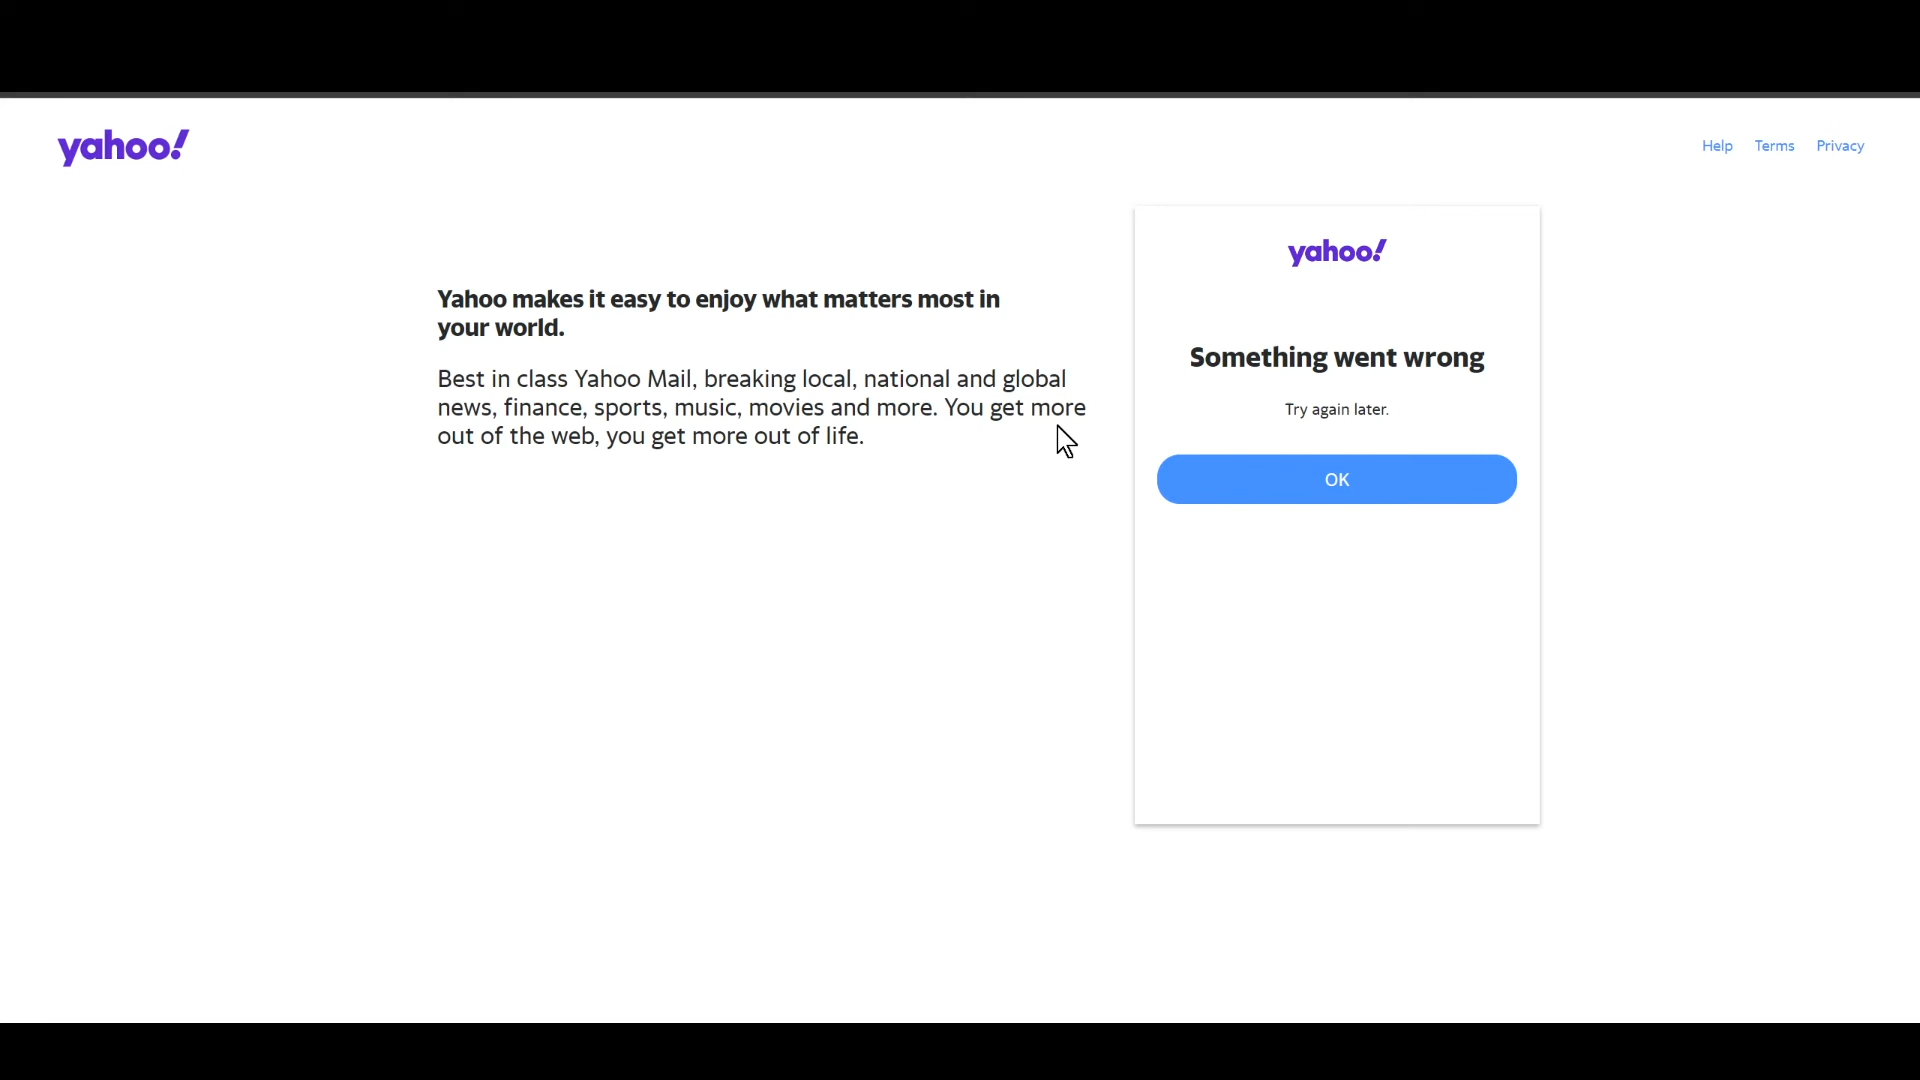 yahoo!
Help Terms Privacy
Yahoo makes it easy to enjoy what matters most in
your world.
Best in class Yahoo Mail, breaking local, national and global
news, finance, sports, music, movies and more. You get more
out of the web, you get more out of life.
yahoo!
Something went wrong
Try again later.
OK